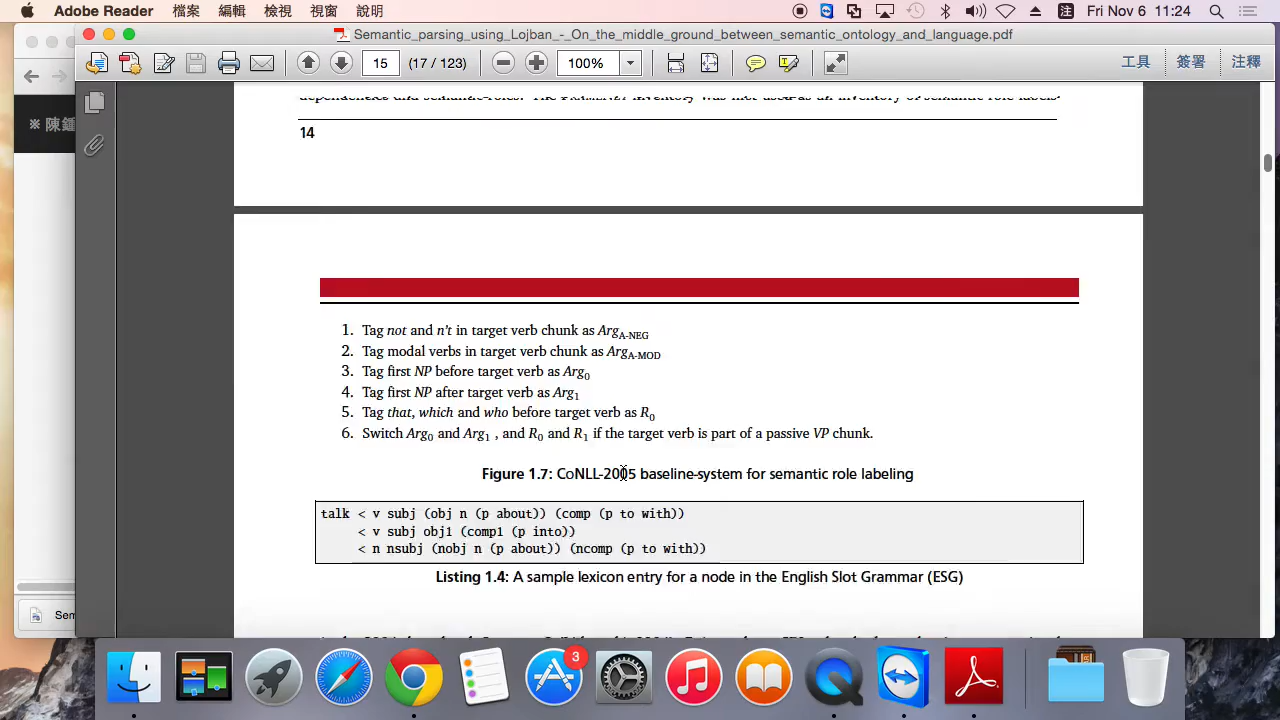 Adobe Reader 檔案 編輯 檢視 視窗 說明 注 Fri Nov 6 11:24
Semantic_parsing_using_Lojban_-_On_the_middle_ground_between_semantic_ontology_and_language.pdf
15 (17 / 123) 100% 工具 簽署 注釋
※ 陳鍾
dependencies and semantic-roles. The FRAMENET inventory was not used as an inventory of semantic role labels.
14
1. Tag not and n't in target verb chunk as ArgA-NEG
2. Tag modal verbs in target verb chunk as ArgA-MOD
3. Tag first NP before target verb as Arg0
4. Tag first NP after target verb as Arg1
5. Tag that, which and who before target verb as R0
6. Switch Arg0 and Arg1 , and R0 and R1 if the target verb is part of a passive VP chunk.
Figure 1.7: CoNLL-2005 baseline-system for semantic role labeling
talk < v subj (obj n (p about)) (comp (p to with))
< v subj obj1 (comp1 (p into))
< n nsubj (nobj n (p about)) (ncomp (p to with))
Listing 1.4: A sample lexicon entry for a node in the English Slot Grammar (ESG)
Sem
3